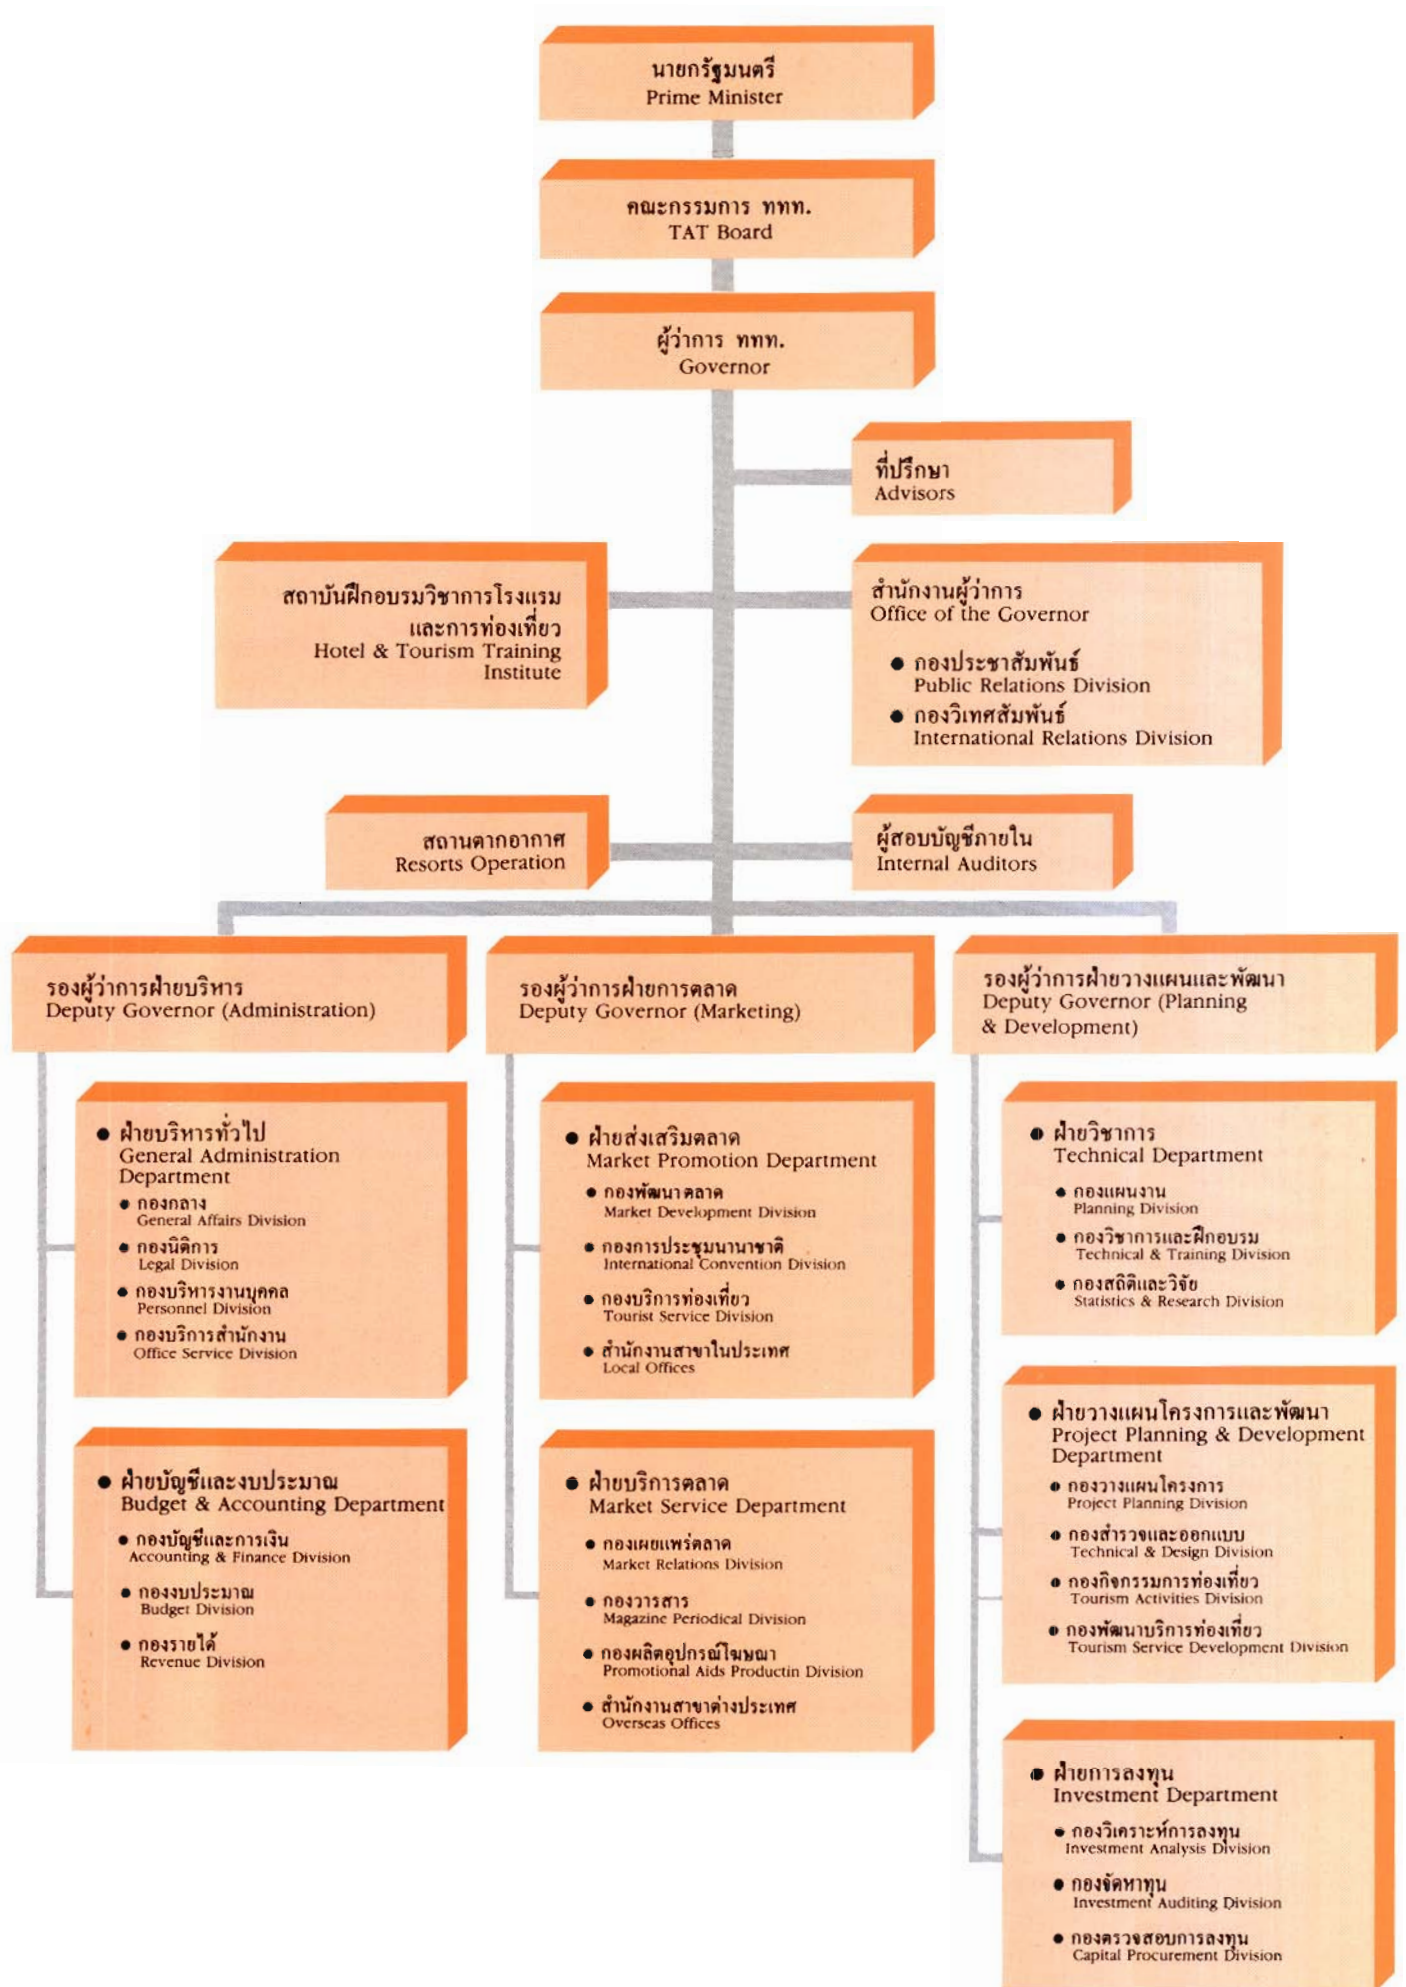 นายกรัฐมนตรี
Prime Minister
คณะกรรมการ ททท.
TAT Board
ผู้ว่าการ ททท.
Governor
ที่ปรึกษา
Advisors
สถาบันฝึกอบรมวิชาการโรงแรม
และการท่องเที่ยว
Hotel & Tourism Training
Institute
สำนักงานผู้ว่าการ
Office of the Governor
● กองประชาสัมพันธ์
Public Relations Division
● กองวิเทศสัมพันธ์
International Relations Division
สถานตากอากาศ
Resorts Operation
ผู้สอบบัญชีภายใน
Internal Auditors
รองผู้ว่าการฝ่ายบริหาร
Deputy Governor (Administration)
● ฝ่ายบริหารทั่วไป
General Administration
Department
● กองกลาง
General Affairs Division
● กองนิติการ
Legal Division
● กองบริหารงานบุคคล
Personnel Division
● กองบริการสำนักงาน
Office Service Division
● ฝ่ายบัญชีและงบประมาณ
Budget & Accounting Department
● กองบัญชีและการเงิน
Accounting & Finance Division
● กองงบประมาณ
Budget Division
● กองรายได้
Revenue Division
รองผู้ว่าการฝ่ายการตลาด
Deputy Governor (Marketing)
● ฝ่ายส่งเสริมตลาด
Market Promotion Department
● กองพัฒนาตลาด
Market Development Division
● กองการประชุมนานาชาติ
International Convention Division
● กองบริการท่องเที่ยว
Tourist Service Division
● สำนักงานสาขาในประเทศ
Local Offices
● ฝ่ายบริการตลาด
Market Service Department
● กองเผยแพร่ตลาด
Market Relations Division
● กองวารสาร
Magazine Periodical Division
● กองผลิตอุปกรณ์โฆษณา
Promotional Aids Productin Division
● สำนักงานสาขาต่างประเทศ
Overseas Offices
รองผู้ว่าการฝ่ายวางแผนและพัฒนา
Deputy Governor (Planning
& Development)
● ฝ่ายวิชาการ
Technical Department
● กองแผนงาน
Planning Division
● กองวิชาการและฝึกอบรม
Technical & Training Division
● กองสถิติและวิจัย
Statistics & Research Division
● ฝ่ายวางแผนโครงการและพัฒนา
Project Planning & Development
Department
● กองวางแผนโครงการ
Project Planning Division
● กองสำรวจและออกแบบ
Technical & Design Division
● กองกิจกรรมการท่องเที่ยว
Tourism Activities Division
● กองพัฒนาบริการท่องเที่ยว
Tourism Service Development Division
● ฝ่ายการลงทุน
Investment Department
● กองวิเคราะห์การลงทุน
Investment Analysis Division
● กองจัดหาทุน
Investment Auditing Division
● กองตรวจสอบการลงทุน
Capital Procurement Division